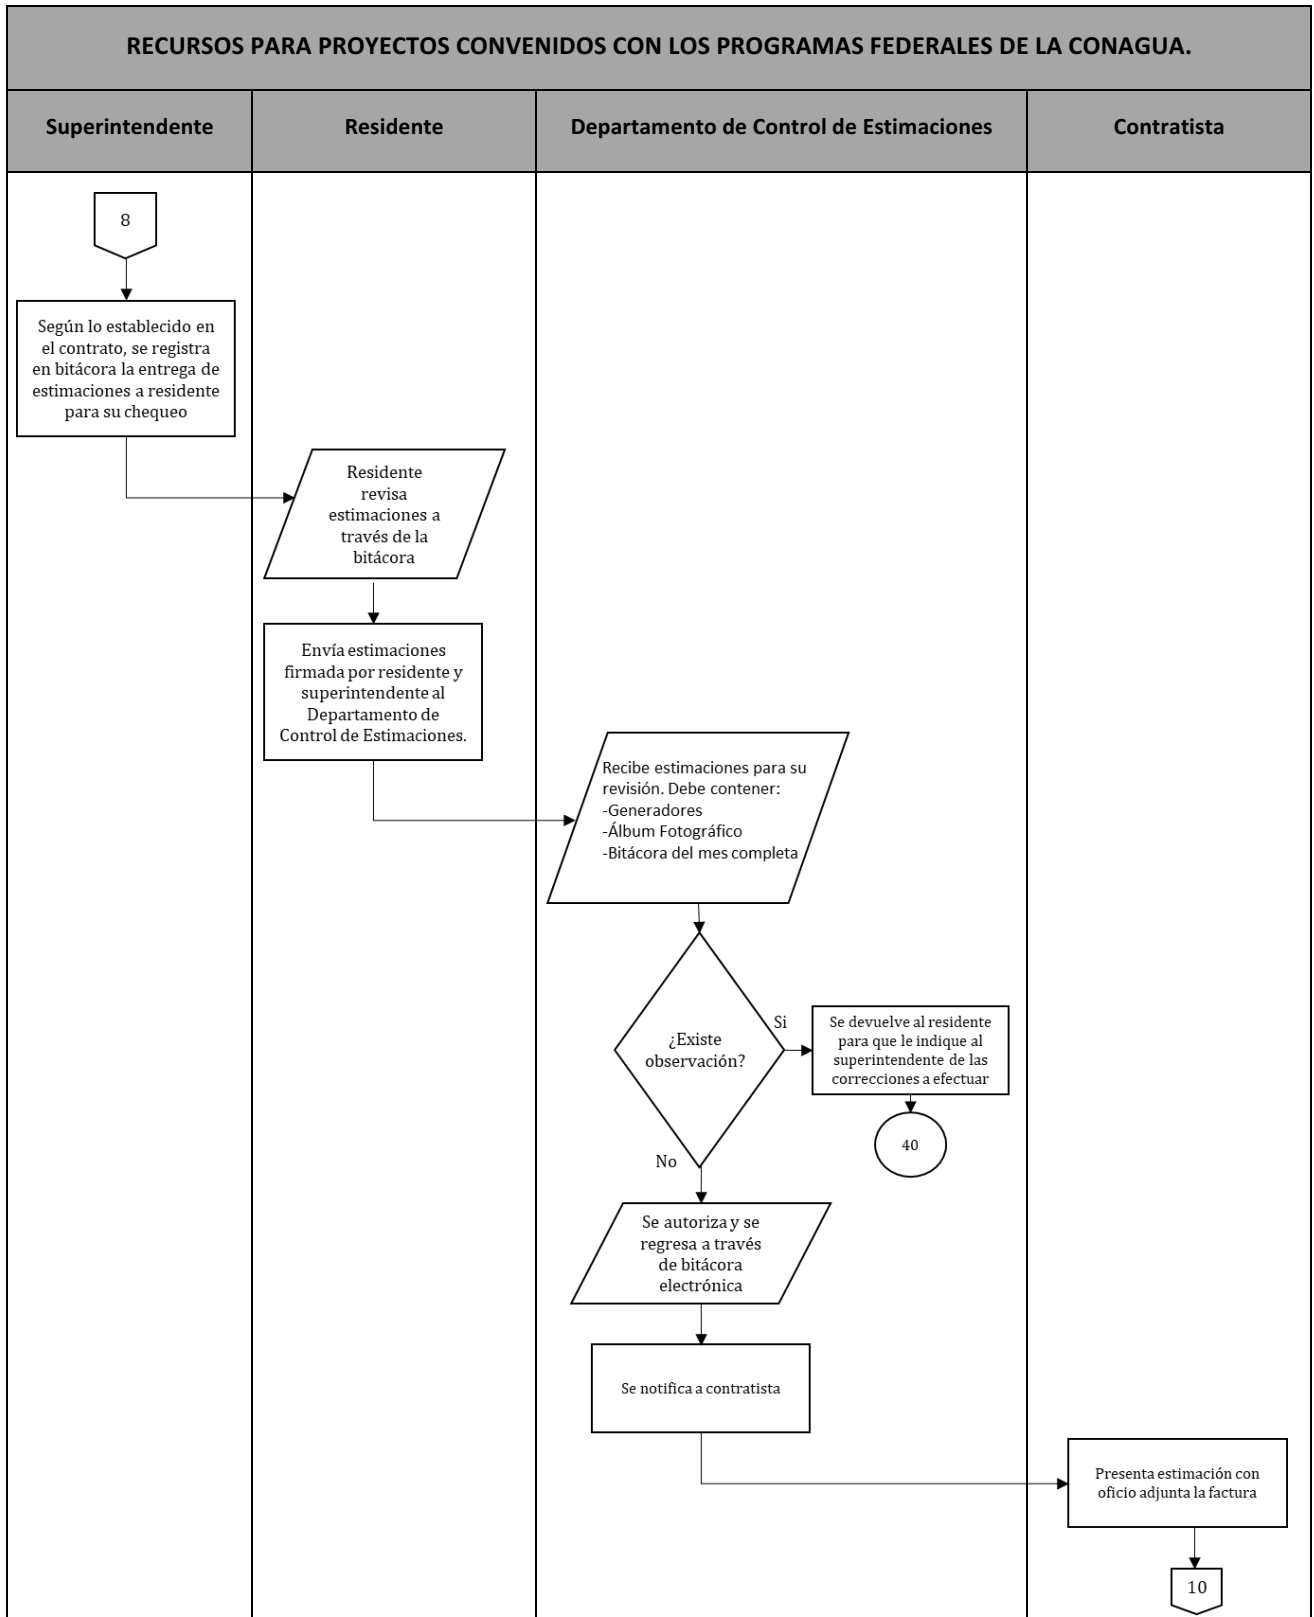 RECURSOS PARA PROYECTOS CONVENIDOS CON LOS PROGRAMAS FEDERALES DE LA CONAGUA.
Superintendente
Residente
Departamento de Control de Estimaciones
Contratista
8
Según lo establecido en
el contrato, se registra
en bitácora la entrega de
estimaciones a residente
para su chequeo
Residente
revisa
estimaciones a
través de la
bitácora
Envía estimaciones
firmada por residente y
superintendente al
Departamento de
Control de Estimaciones.
Recibe estimaciones para su
revisión. Debe contener:
-Generadores
-Álbum Fotográfico
-Bitácora del mes completa
¿Existe
observación?
Si
Se devuelve al residente
para que le indique al
superintendente de las
correcciones a efectuar
40
No
Se autoriza y se
regresa a través
de bitácora
electrónica
Se notifica a contratista
Presenta estimación con
oficio adjunta la factura
10